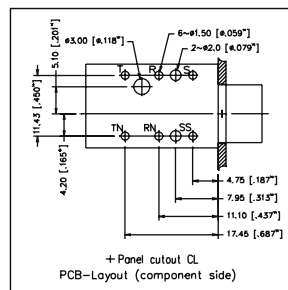 5.10 [.201"]
ø3.00 [ø.118"]
6-ø1.50 [ø.059"]
2-ø2.0 [ø.079"]
T R S
11.43 [.450"]
TN RN SS
4.20 [.165"]
4.75 [.187"]
7.95 [.313"]
11.10 [.437"]
17.45 [.687"]
+ Panel cutout CL
PCB-Layout (component side)